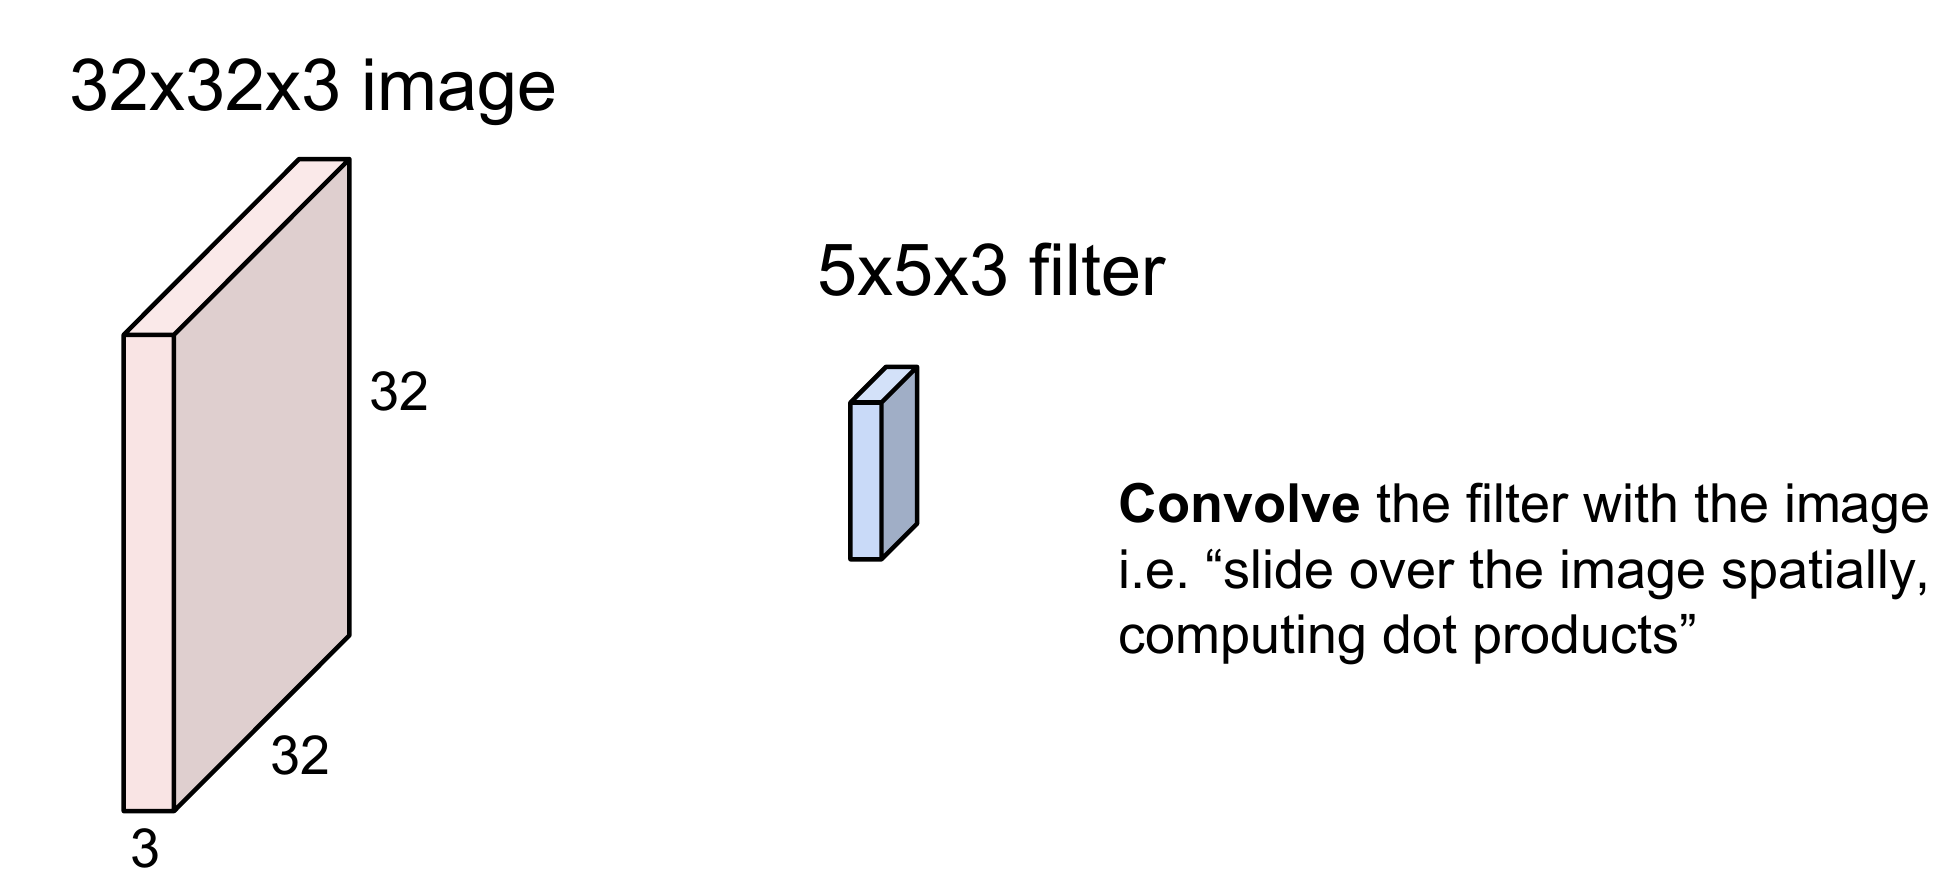 32x32x3 image
5x5x3 filter
32
Convolve the filter with the image
i.e. “slide over the image spatially,
computing dot products”
32
3